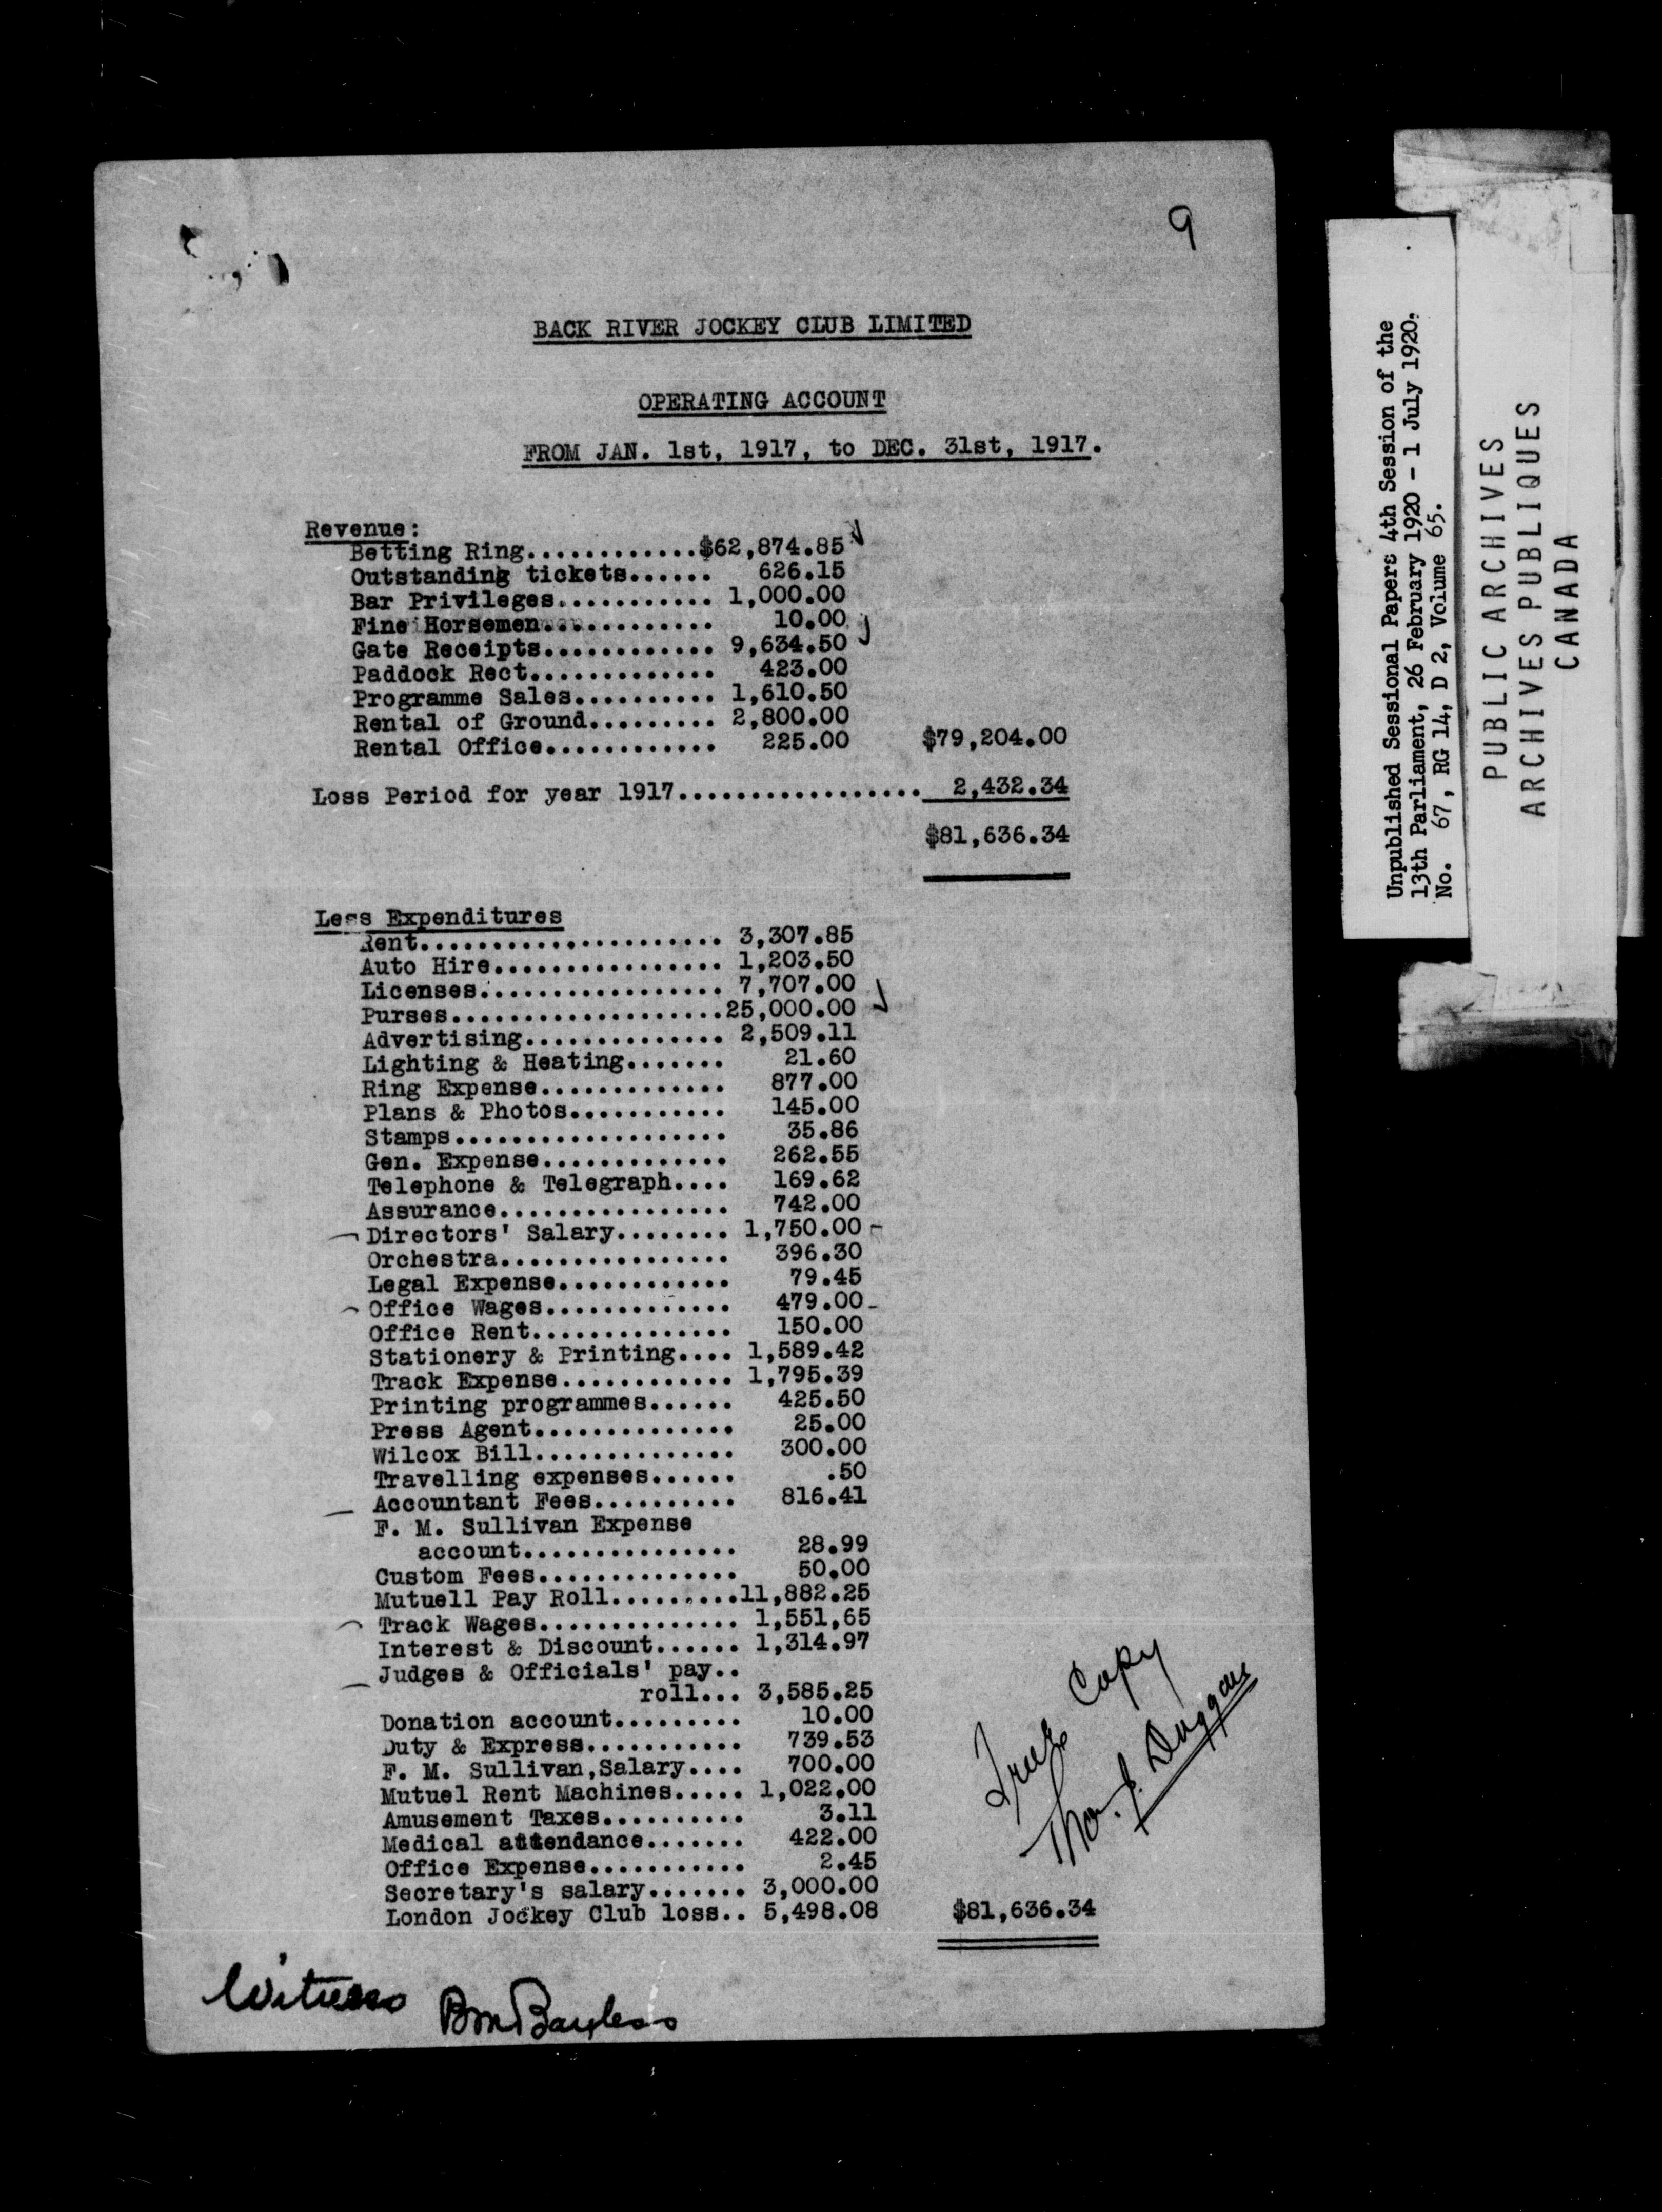 9
BACK RIVER JOCKEY CLUB LIMITED
OPERATING ACCOUNT
FROM JAN. 1st, 1917, to DEC. 31st, 1917.
Revenue:
Betting Ring............$62,874.85
Outstanding tickets...... 626.15
Bar Privileges........... 1,000.00
Fine Horsemen............ 10.00
Gate Receipts............ 9,634.50
Paddock Rect............. 423.00
Programme Sales.......... 1,610.50
Rental of Ground......... 2,800.00
Rental Office............ 225.00 $79,204.00
Loss Period for year 1917................. 2,432.34
$81,636.34
Less Expenditures
Rent..................... 3,307.85
Auto Hire................ 1,203.50
Licenses................. 7,707.00
Purses...................25,000.00
Advertising.............. 2,509.11
Lighting & Heating....... 21.60
Ring Expense............. 877.00
Plans & Photos........... 145.00
Stamps................... 35.86
Gen. Expense............. 262.55
Telephone & Telegraph.... 169.62
Assurance................ 742.00
Directors' Salary........ 1,750.00
Orchestra................ 396.30
Legal Expense............ 79.45
Office Wages............. 479.00
Office Rent.............. 150.00
Stationery & Printing.... 1,589.42
Track Expense............ 1,795.39
Printing programmes...... 425.50
Press Agent.............. 25.00
Wilcox Bill.............. 300.00
Travelling expenses...... .50
Accountant Fees.......... 816.41
F. M. Sullivan Expense
account............... 28.99
Custom Fees.............. 50.00
Mutuell Pay Roll.........11,882.25
Track Wages.............. 1,551,65
Interest & Discount...... 1,314.97
Judges & Officials' pay..
roll... 3,585.25
Donation account......... 10.00
Duty & Express........... 739.53
F. M. Sullivan,Salary.... 700.00
Mutuel Rent Machines..... 1,022.00
Amusement Taxes.......... 3.11
Medical attendance....... 422.00
Office Expense........... 2.45
Secretary's salary....... 3,000.00
London Jockey Club loss.. 5,498.08 $81,636.34
True Copy
Tho. J. Duggan
Witness BM Bayless
Unpublished Sessional Papers 4th Session of the
13th Parliament, 26 February 1920 - 1 July 1920.
No. 67, RG 14, D 2, Volume 65.
PUBLIC ARCHIVES
ARCHIVES PUBLIQUES
CANADA